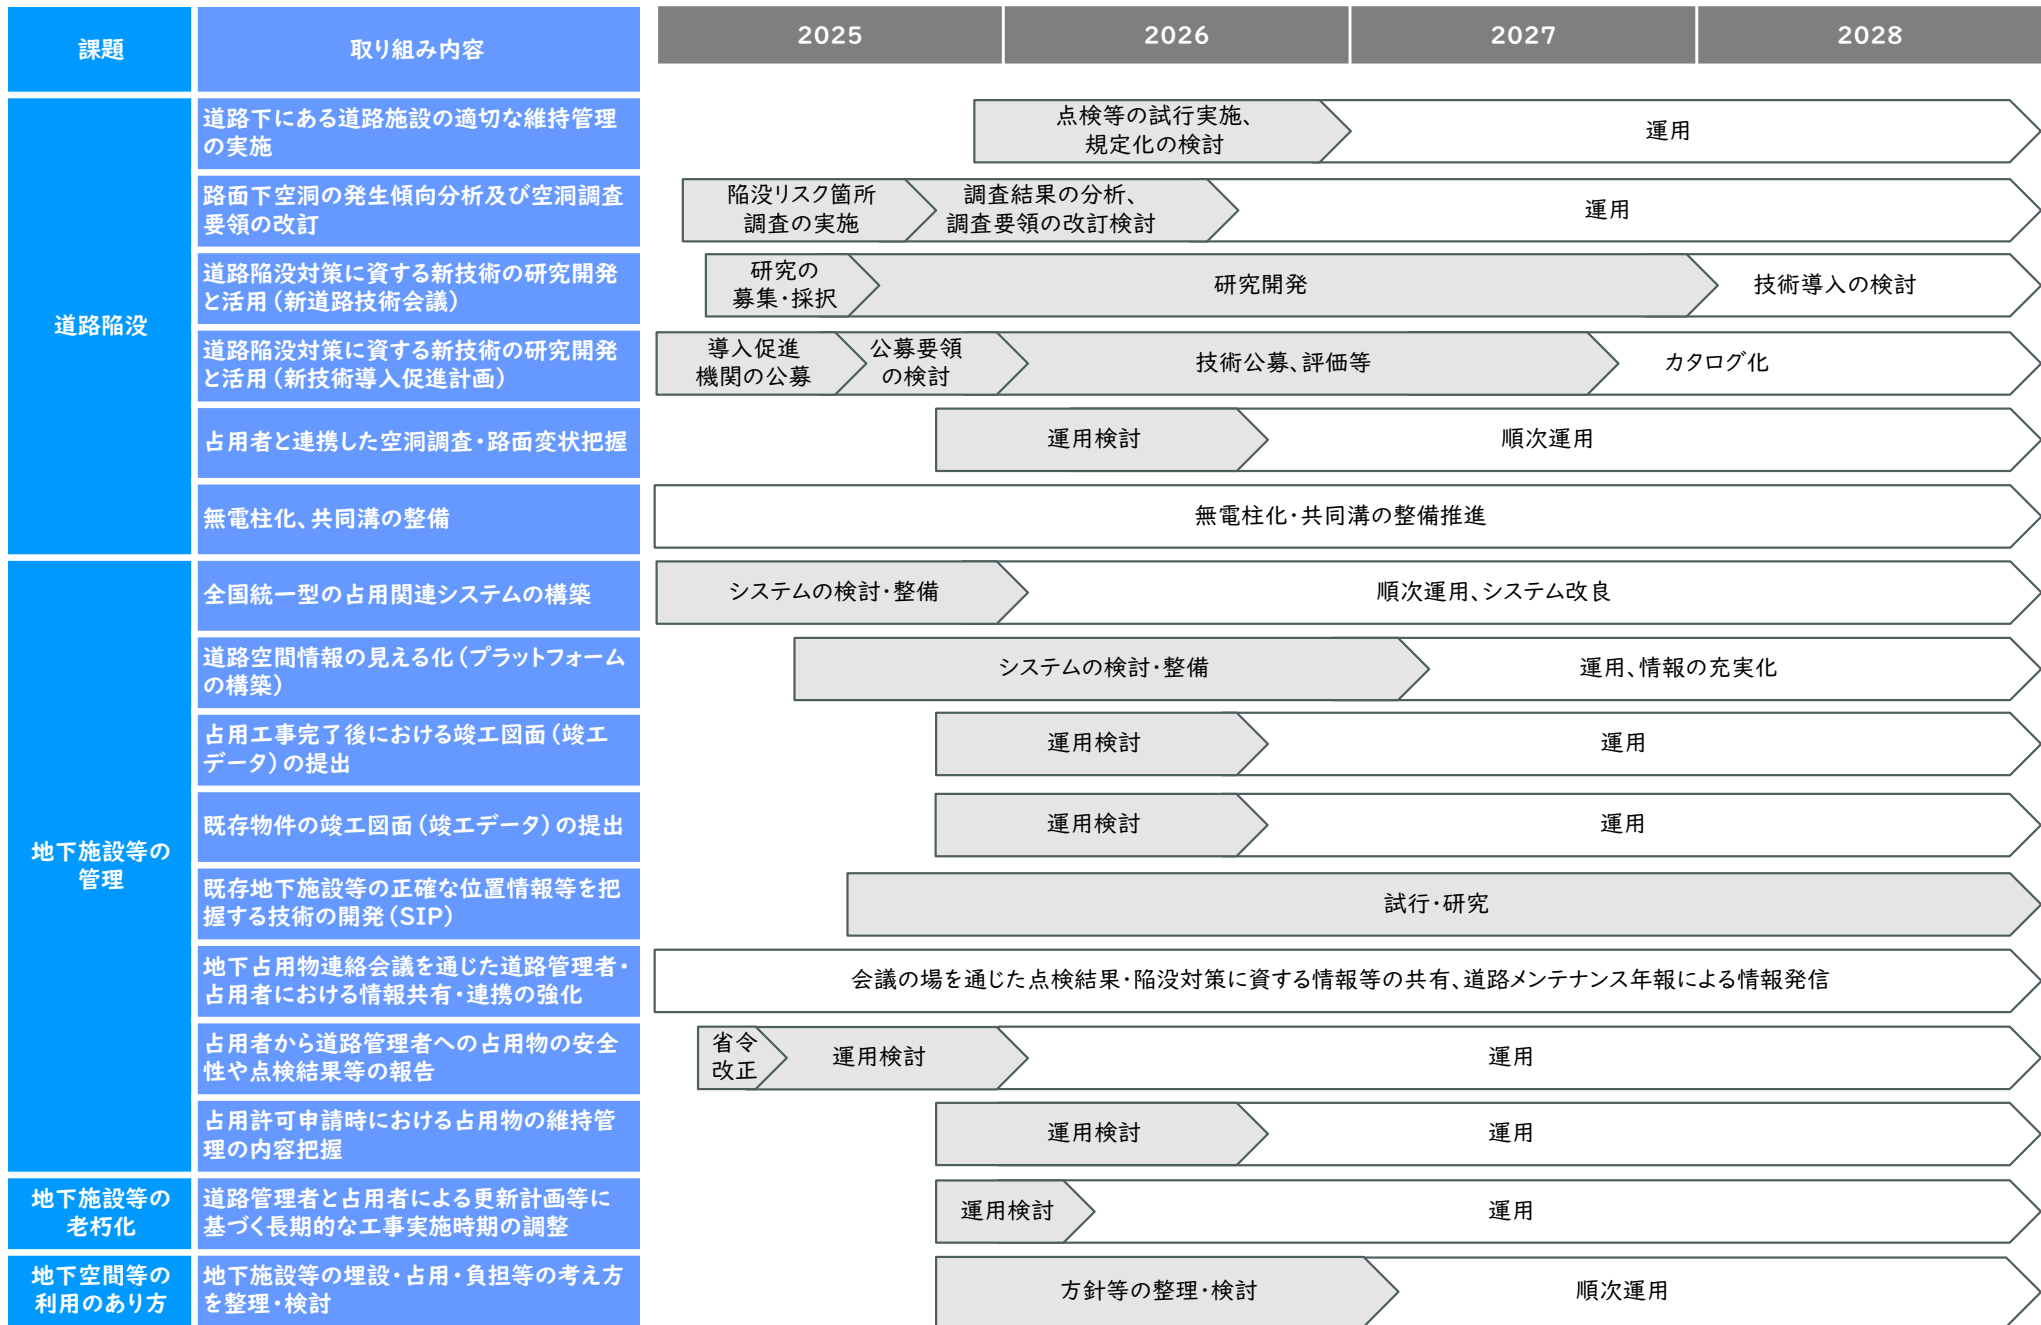 課題
取り組み内容
2025
2026
2027
2028
道路陥没
道路下にある道路施設の適切な維持管理
の実施
点検等の試行実施、
規定化の検討
運用
路面下空洞の発生傾向分析及び空洞調査
要領の改訂
陥没リスク箇所
調査の実施
調査結果の分析、
調査要領の改訂検討
運用
道路陥没対策に資する新技術の研究開発
と活用(新道路技術会議)
研究の
募集・採択
研究開発
技術導入の検討
道路陥没対策に資する新技術の研究開発
と活用(新技術導入促進計画)
導入促進
機関の公募
公募要領
の検討
技術公募、評価等
カタログ化
占用者と連携した空洞調査・路面変状把握
運用検討
順次運用
無電柱化、共同溝の整備
無電柱化・共同溝の整備推進
地下施設等の
管理
全国統一型の占用関連システムの構築
システムの検討・整備
順次運用、システム改良
道路空間情報の見える化(プラットフォーム
の構築)
システムの検討・整備
運用、情報の充実化
占用工事完了後における竣工図面(竣工
データ)の提出
運用検討
運用
既存物件の竣工図面(竣工データ)の提出
運用検討
運用
既存地下施設等の正確な位置情報等を把
握する技術の開発(SIP)
試行・研究
地下占用物連絡会議を通じた道路管理者・
占用者における情報共有・連携の強化
会議の場を通じた点検結果・陥没対策に資する情報等の共有、道路メンテナンス年報による情報発信
占用者から道路管理者への占用物の安全
性や点検結果等の報告
省令
改正
運用検討
運用
占用許可申請時における占用物の維持管
理の内容把握
運用検討
運用
地下施設等の
老朽化
道路管理者と占用者による更新計画等に
基づく長期的な工事実施時期の調整
運用検討
運用
地下空間等の
利用のあり方
地下施設等の埋設・占用・負担等の考え方
を整理・検討
方針等の整理・検討
順次運用